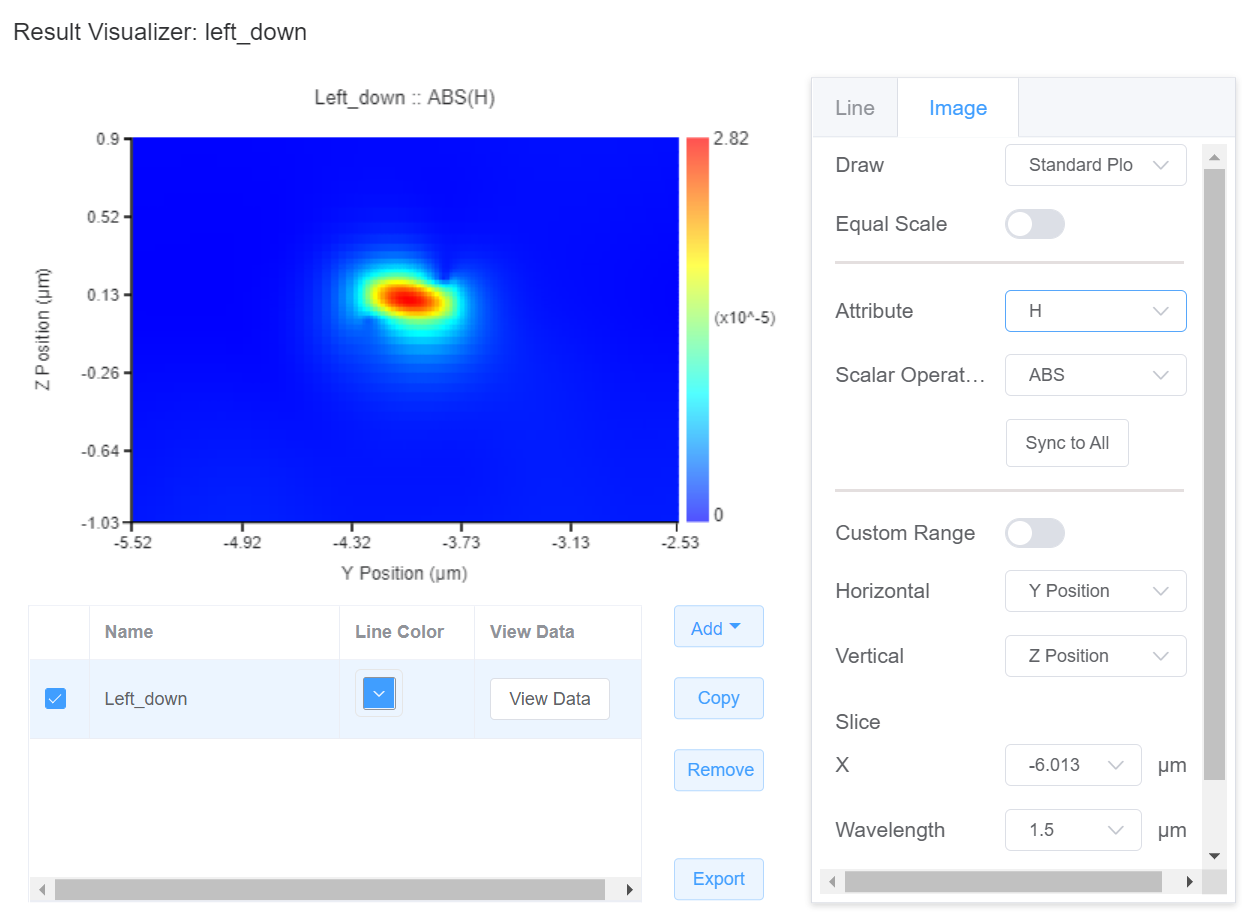 Result Visualizer: left_down
Left_down :: ABS(H)
0.9
0.52
0.13
-0.26
-0.64
-1.03
Z Position (μm)
-5.52 -4.92 -4.32 -3.73 -3.13 -2.53
Y Position (μm)
2.82
(x10^-5)
0
Name Line Color View Data
Left_down View Data
Add
Copy
Remove
Export
Line Image
Draw Standard Plo
Equal Scale
Attribute H
Scalar Operat... ABS
Sync to All
Custom Range
Horizontal Y Position
Vertical Z Position
Slice
X -6.013 μm
Wavelength 1.5 μm